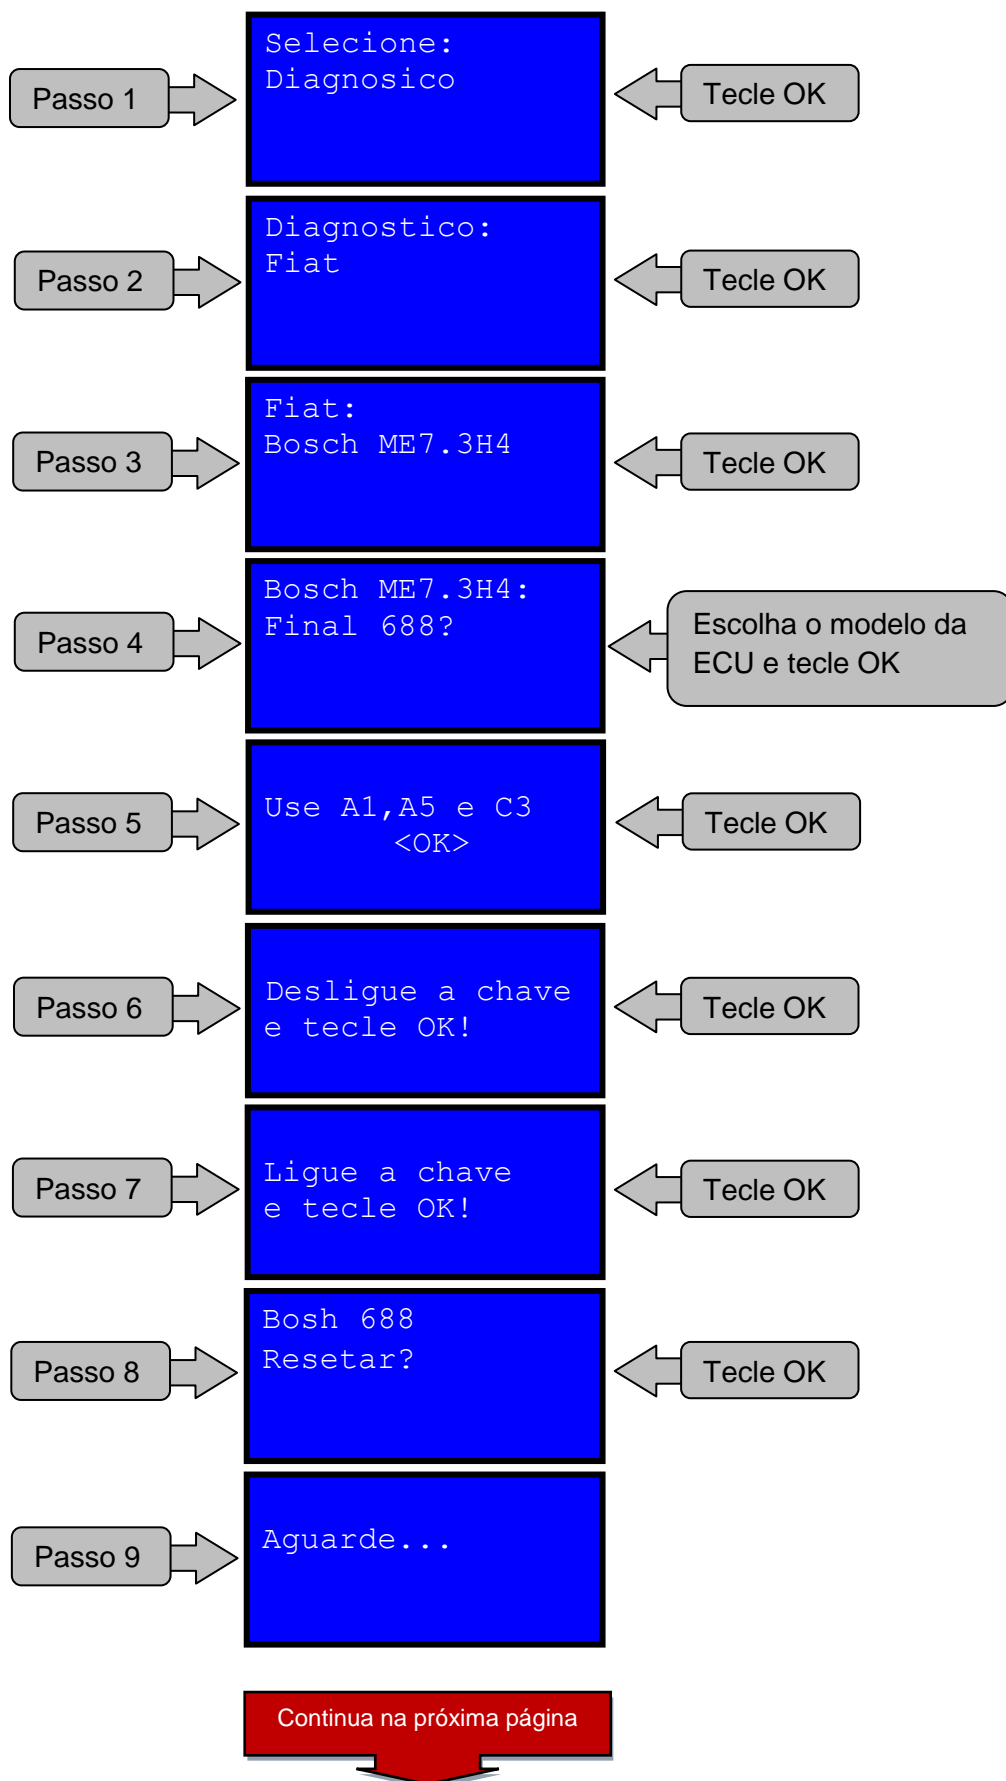 Selecione:
Diagnosico
Passo 1
Tecle OK
Diagnostico:
Fiat
Passo 2
Tecle OK
Fiat:
Bosch ME7.3H4
Passo 3
Tecle OK
Bosch ME7.3H4:
Final 688?
Passo 4
Escolha o modelo da
ECU e tecle OK
Use A1,A5 e C3
<OK>
Passo 5
Tecle OK
Desligue a chave
e tecle OK!
Passo 6
Tecle OK
Ligue a chave
e tecle OK!
Passo 7
Tecle OK
Bosh 688
Resetar?
Passo 8
Tecle OK
Aguarde...
Passo 9
Continua na próxima página